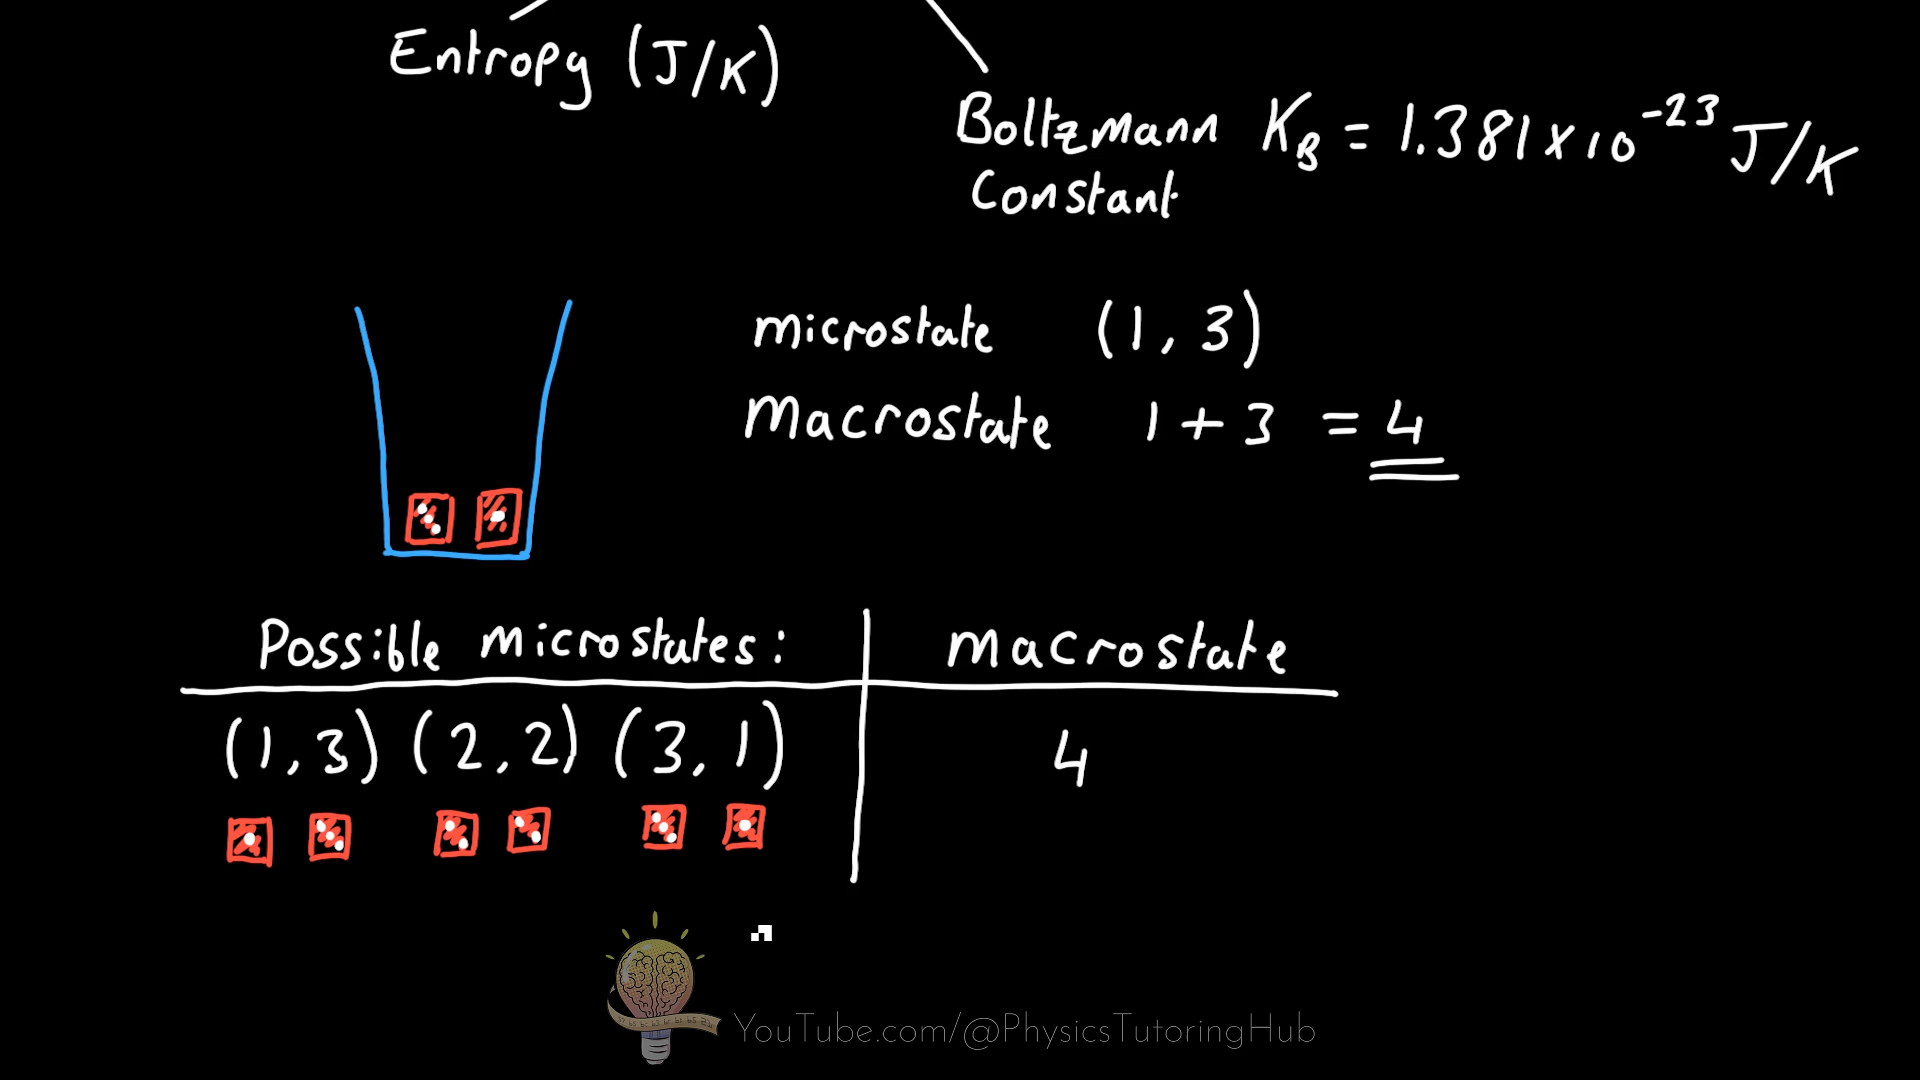 Entropy (J/K)
Boltzmann K_B = 1.381 x 10^-23 J/K
Constant
microstate (1, 3)
Macrostate 1 + 3 = 4
Possible microstates: macrostate
(1, 3) (2, 2) (3, 1) 4
YouTube.com/@PhysicsTutoringHub